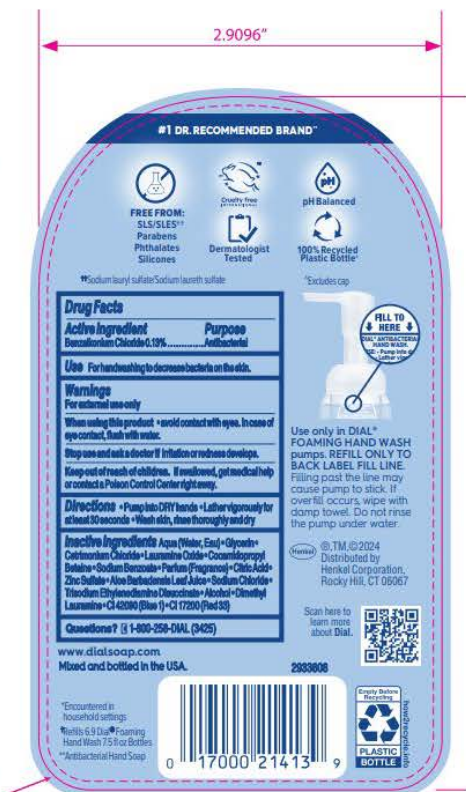 2.9096"
#1 DR. RECOMMENDED BRAND**
FREE FROM:
SLS/SLES††
Parabens
Phthalates
Silicones
Cruelty Free
INTERNATIONAL
Dermatologist
Tested
pH
pH Balanced
100% Recycled
Plastic Bottle^
††Sodium lauryl sulfate/Sodium laureth sulfate
^Excludes cap
Drug Facts
Active Ingredient Purpose
Benzalkonium Chloride 0.13% .............. Antibacterial
Use For handwashing to decrease bacteria on the skin.
Warnings
For external use only
When using this product • avoid contact with eyes. In case of
eye contact, flush with water.
Stop use and ask a doctor if irritation or redness develops.
Keep out of reach of children. If swallowed, get medical help
or contact a Poison Control Center right away.
Directions • Pump into DRY hands • Lather vigorously for
at least 30 seconds • Wash skin, rinse thoroughly and dry
Inactive Ingredients Aqua (Water, Eau) • Glycerin •
Cetrimonium Chloride • Lauramine Oxide • Cocamidopropyl
Betaine • Sodium Benzoate • Parfum (Fragrance) • Citric Acid •
Zinc Sulfate • Aloe Barbadensis Leaf Juice • Sodium Chloride •
Trisodium Ethylenediamine Disuccinate • Alcohol • Dimethyl
Lauramine • CI 42090 (Blue 1) • CI 17200 (Red 33)
Questions? 1-800-258-DIAL (3425)
www.dialsoap.com
Mixed and bottled in the USA. 2933808
FILL TO
HERE
DIAL® ANTIBACTERIA
HAND WASH.
SE: • Pump into d
• Lather vig
Use only in DIAL®
FOAMING HAND WASH
pumps. REFILL ONLY TO
BACK LABEL FILL LINE.
Filling past the line may
cause pump to stick. If
over fill occurs, wipe with
damp towel. Do not rinse
the pump under water
Henkel
®,TM,©2024
Distributed by
Henkel Corporation,
Rocky Hill, CT 06067
Scan here to
learn more
about Dial.
*Encountered in
household settings
Refills 6.9 Dial® Foaming
Hand Wash 7.5 fl oz Bottles
**Antibacterial Hand Soap
0 17000 21413 9
Empty Before
Recycling
PLASTIC
BOTTLE
how2recycle.info